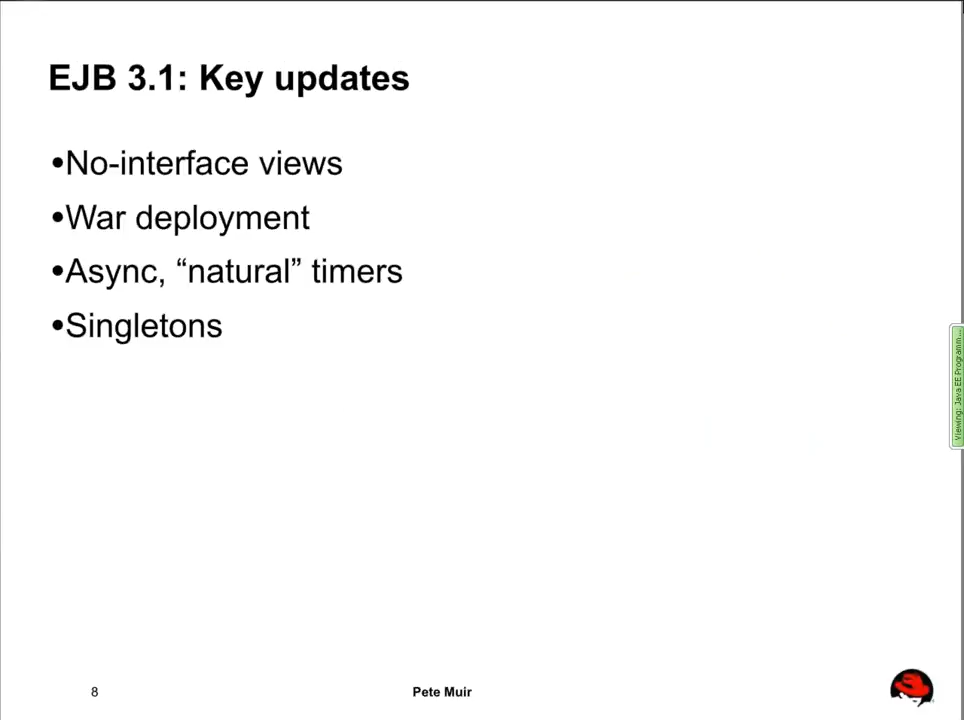 EJB 3.1: Key updates
•No-interface views
•War deployment
•Async, “natural” timers
•Singletons
Viewing: Java EE Programm...
8
Pete Muir